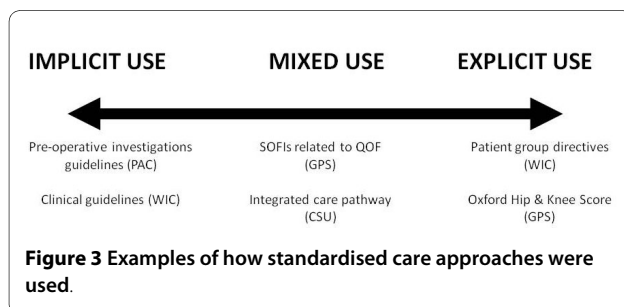 IMPLICIT USE MIXED USE EXPLICIT USE
Pre-operative investigations SOFIs related to QOF Patient group directives
guidelines (PAC) (GPS) (WIC)
Clinical guidelines (WIC) Integrated care pathway Oxford Hip & Knee Score
(CSU) (GPS)
Figure 3 Examples of how standardised care approaches were
used.